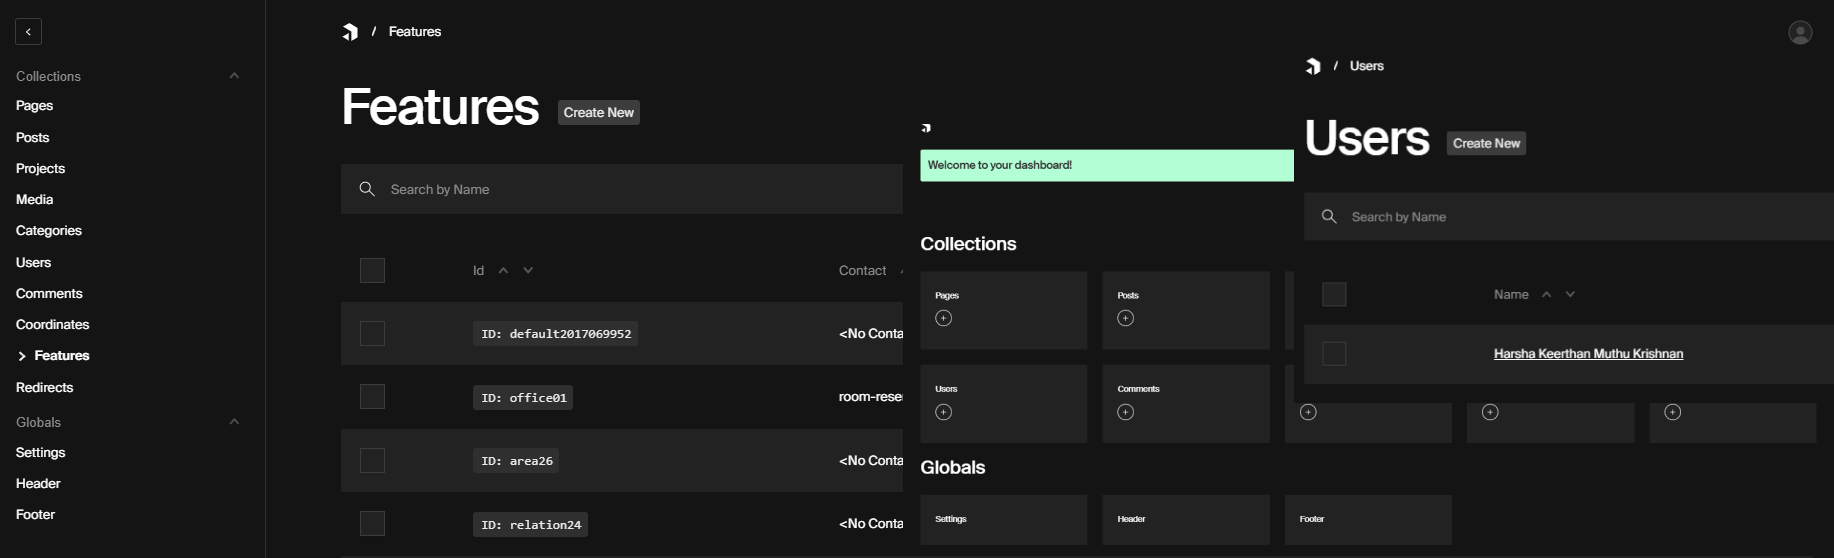 Collections
Pages
Posts
Projects
Media
Categories
Users
Comments
Coordinates
Features
Redirects
Globals
Settings
Header
Footer
/ Features
Features
Create New
Search by Name
Id
Contact
ID: default2017069952
<No Conta
ID: office01
room-rese
ID: area26
<No Conta
ID: relation24
<No Conta
Welcome to your dashboard!
Collections
Pages
Posts
Users
Comments
Globals
Settings
Header
Footer
/ Users
Users
Create New
Search by Name
Name
Harsha Keerthan Muthu Krishnan